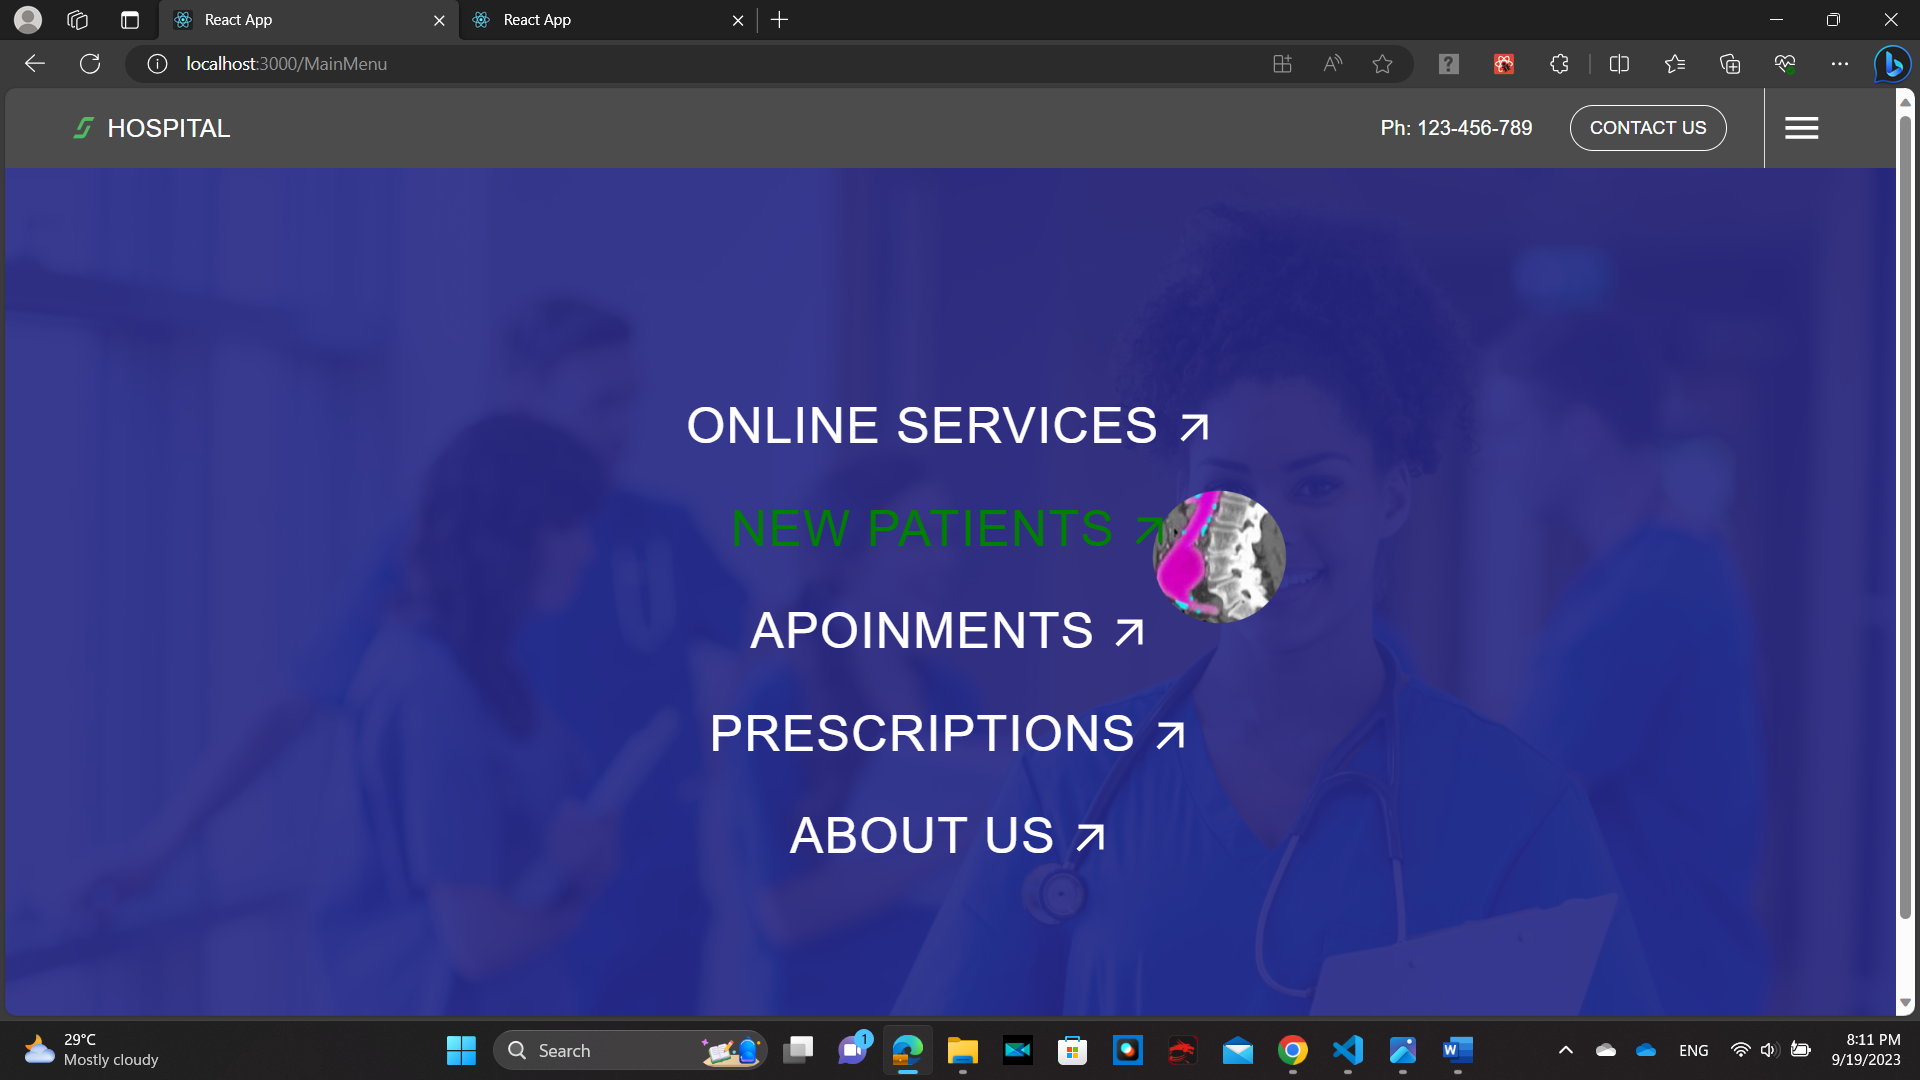 React App
React App
localhost:3000/MainMenu
HOSPITAL
Ph: 123-456-789
CONTACT US
ONLINE SERVICES
NEW PATIENTS
APOINMENTS
PRESCRIPTIONS
ABOUT US
29°C
Mostly cloudy
Search
1
W
ENG
8:11 PM
9/19/2023